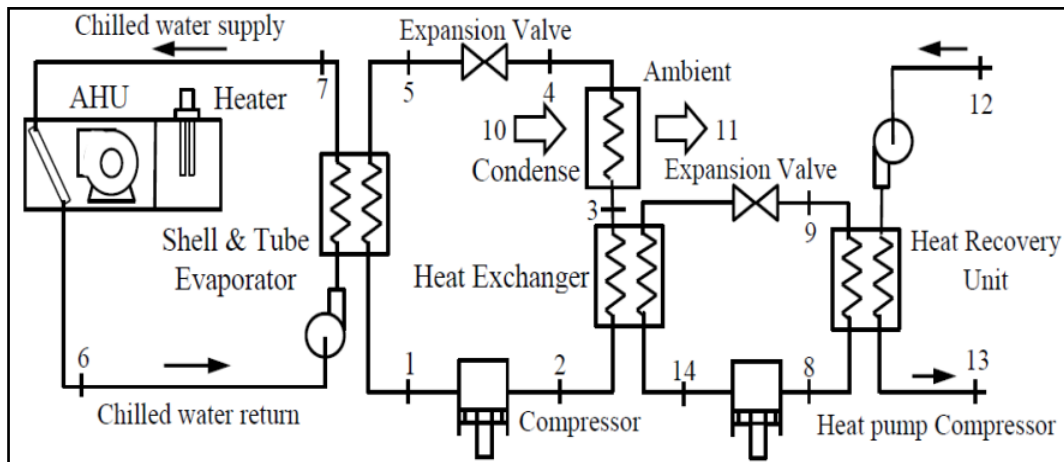 Chilled water supply
Expansion Valve
7
5
4
Ambient
12
AHU
Heater
10
11
Condense
Expansion Valve
3
9
Shell & Tube
Evaporator
Heat Exchanger
Heat Recovery
Unit
6
1
2
14
8
13
Chilled water return
Compressor
Heat pump Compressor